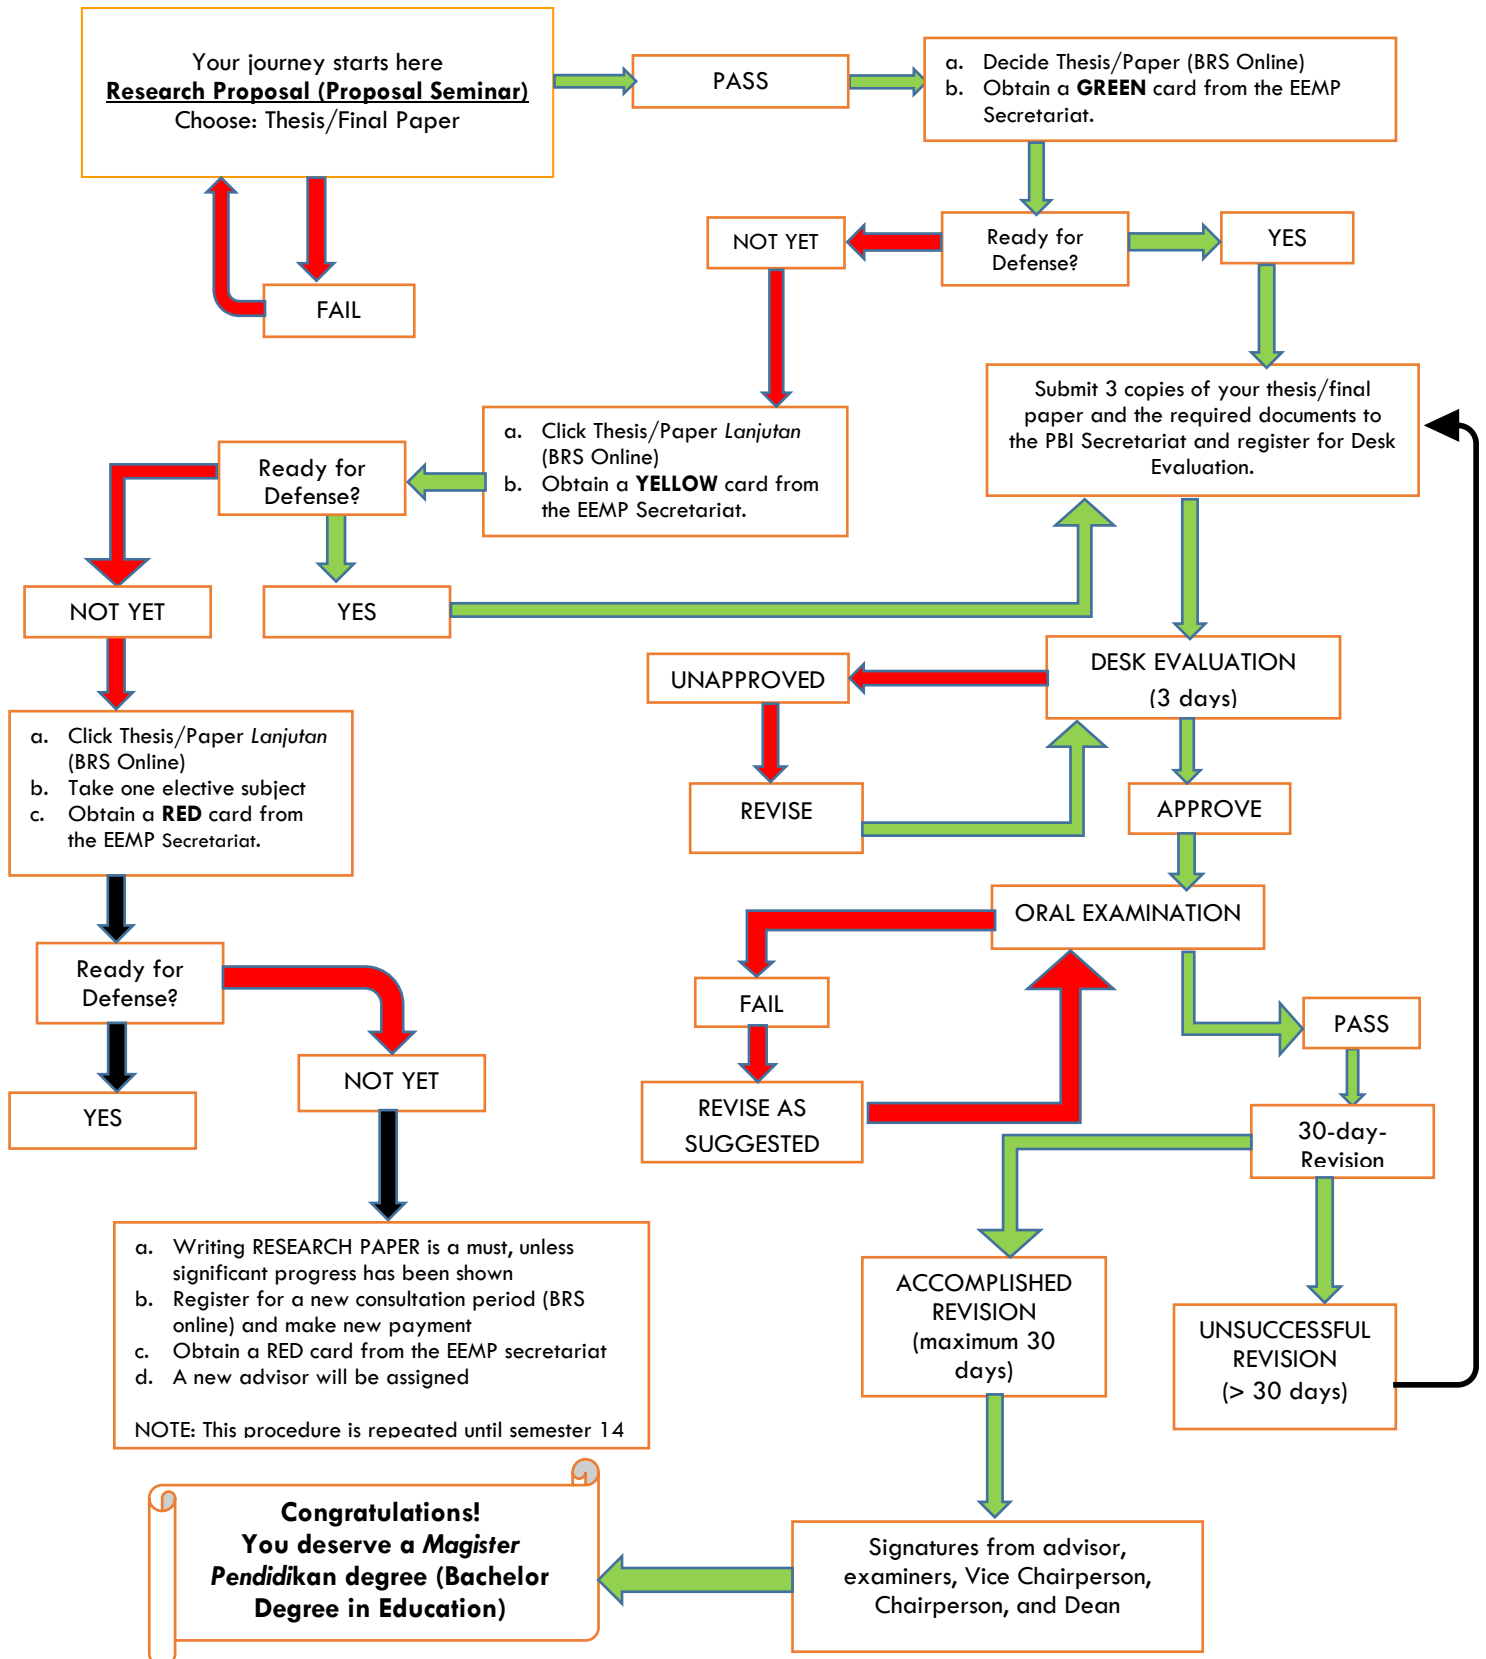 Your journey starts here
Research Proposal (Proposal Seminar)
Choose: Thesis/Final Paper
PASS
a. Decide Thesis/Paper (BRS Online)
b. Obtain a GREEN card from the EEMP
Secretariat.
FAIL
NOT YET
Ready for
Defense?
YES
Submit 3 copies of your thesis/final
paper and the required documents to
the PBI Secretariat and register for Desk
Evaluation.
a. Click Thesis/Paper Lanjutan
(BRS Online)
b. Obtain a YELLOW card from
the EEMP Secretariat.
Ready for
Defense?
NOT YET
YES
DESK EVALUATION
(3 days)
UNAPPROVED
REVISE
APPROVE
a. Click Thesis/Paper Lanjutan
(BRS Online)
b. Take one elective subject
c. Obtain a RED card from
the EEMP Secretariat.
ORAL EXAMINATION
Ready for
Defense?
FAIL
PASS
NOT YET
YES
REVISE AS
SUGGESTED
30-day-
Revision
a. Writing RESEARCH PAPER is a must, unless
significant progress has been shown
b. Register for a new consultation period (BRS
online) and make new payment
c. Obtain a RED card from the EEMP secretariat
d. A new advisor will be assigned
NOTE: This procedure is repeated until semester 14
ACCOMPLISHED
REVISION
(maximum 30
days)
UNSUCCESSFUL
REVISION
(> 30 days)
Congratulations!
You deserve a Magister
Pendidikan degree (Bachelor
Degree in Education)
Signatures from advisor,
examiners, Vice Chairperson,
Chairperson, and Dean